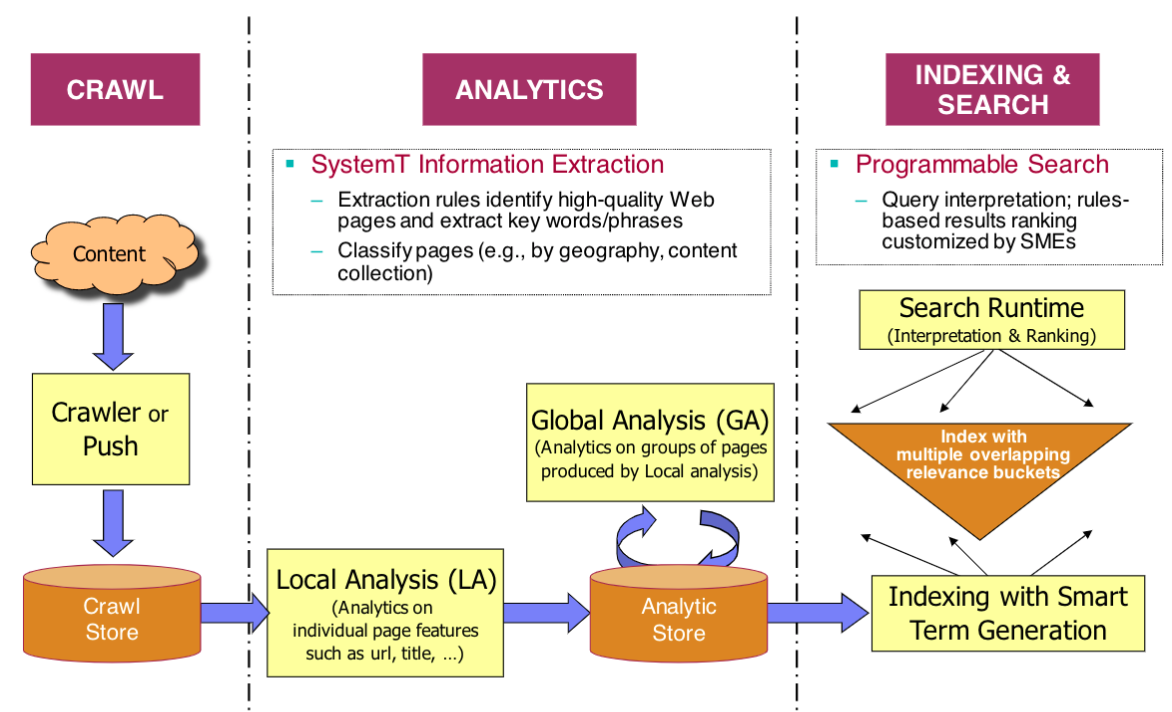 CRAWL
ANALYTICS
INDEXING &
SEARCH
SystemT Information Extraction
– Extraction rules identify high-quality Web
pages and extract key words/phrases
– Classify pages (e.g., by geography, content
collection)
Programmable Search
– Query interpretation; rules-
based results ranking
customized by SMEs
Content
Crawler or
Push
Crawl
Store
Local Analysis (LA)
(Analytics on
individual page features
such as url, title, …)
Global Analysis (GA)
(Analytics on groups of pages
produced by Local analysis)
Analytic
Store
Search Runtime
(Interpretation & Ranking)
Index with
multiple overlapping
relevance buckets
Indexing with Smart
Term Generation